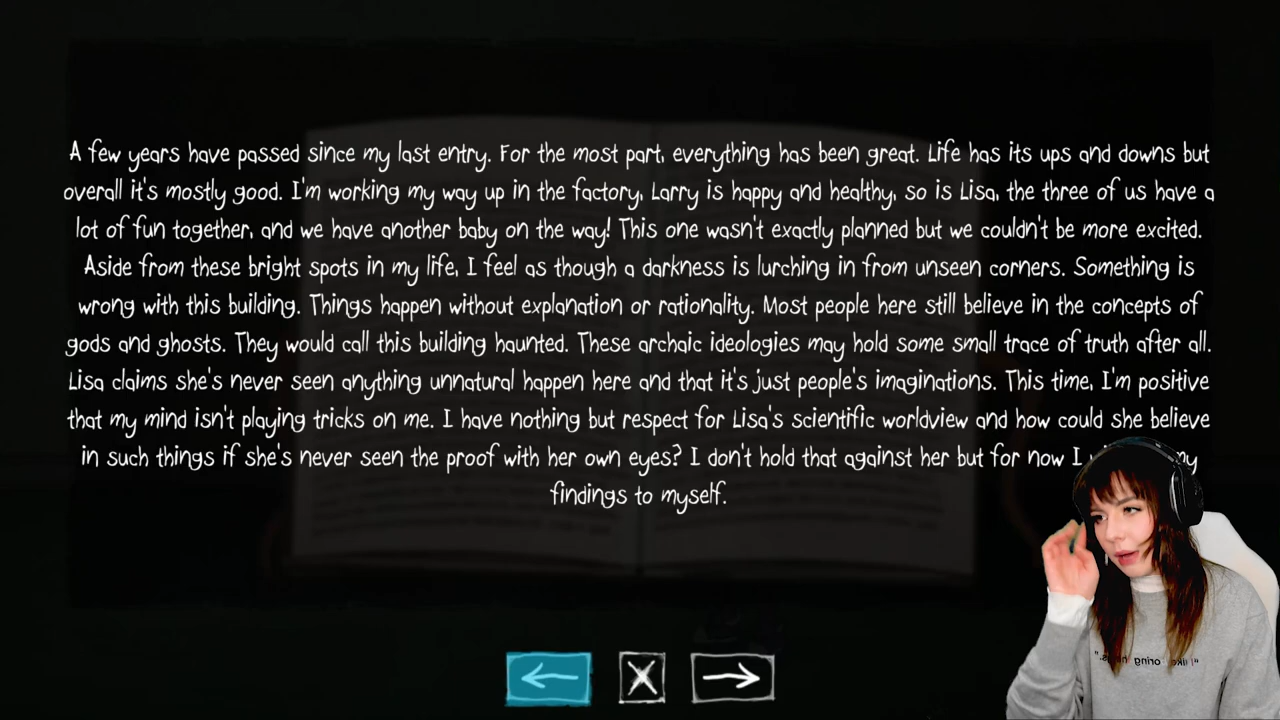 A few years have passed since my last entry. For the most part, everything has been great. Life has its ups and downs but
overall it's mostly good. I'm working my way up in the factory, Larry is happy and healthy, so is Lisa, the three of us have a
lot of fun together, and we have another baby on the way! This one wasn't exactly planned but we couldn't be more excited.
Aside from these bright spots in my life, I feel as though a darkness is lurching in from unseen corners. Something is
wrong with this building. Things happen without explanation or rationality. Most people here still believe in the concepts of
gods and ghosts. They would call this building haunted. These archaic ideologies may hold some small trace of truth after all.
Lisa claims she's never seen anything unnatural happen here and that it's just people's imaginations. This time, I'm positive
that my mind isn't playing tricks on me. I have nothing but respect for Lisa's scientific worldview and how could she believe
in such things if she's never seen the proof with her own eyes? I don't hold that against her but for now I my
findings to myself.